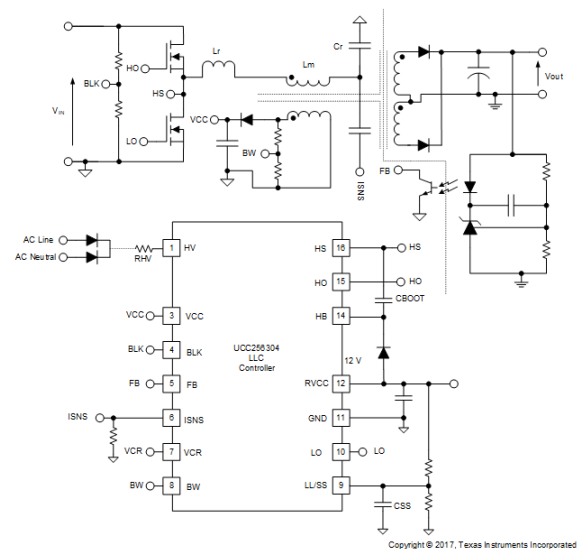 Cr
Lr
Lm
HO
BLK
HS
VIN
Vout
VCC
LO
BW
FB
ISNS
AC Line
AC Neutral
RHV
1 HV
HS 16 HS
HO 15 HO
CBOOT
HB 14
VCC 3 VCC
UCC256304
LLC
Controller
BLK 4 BLK
12 V
FB 5 FB
RVCC 12
ISNS 6 ISNS
GND 11
VCR 7 VCR
LO 10 LO
BW 8 BW
LL/SS 9
CSS
Copyright © 2017, Texas Instruments Incorporated